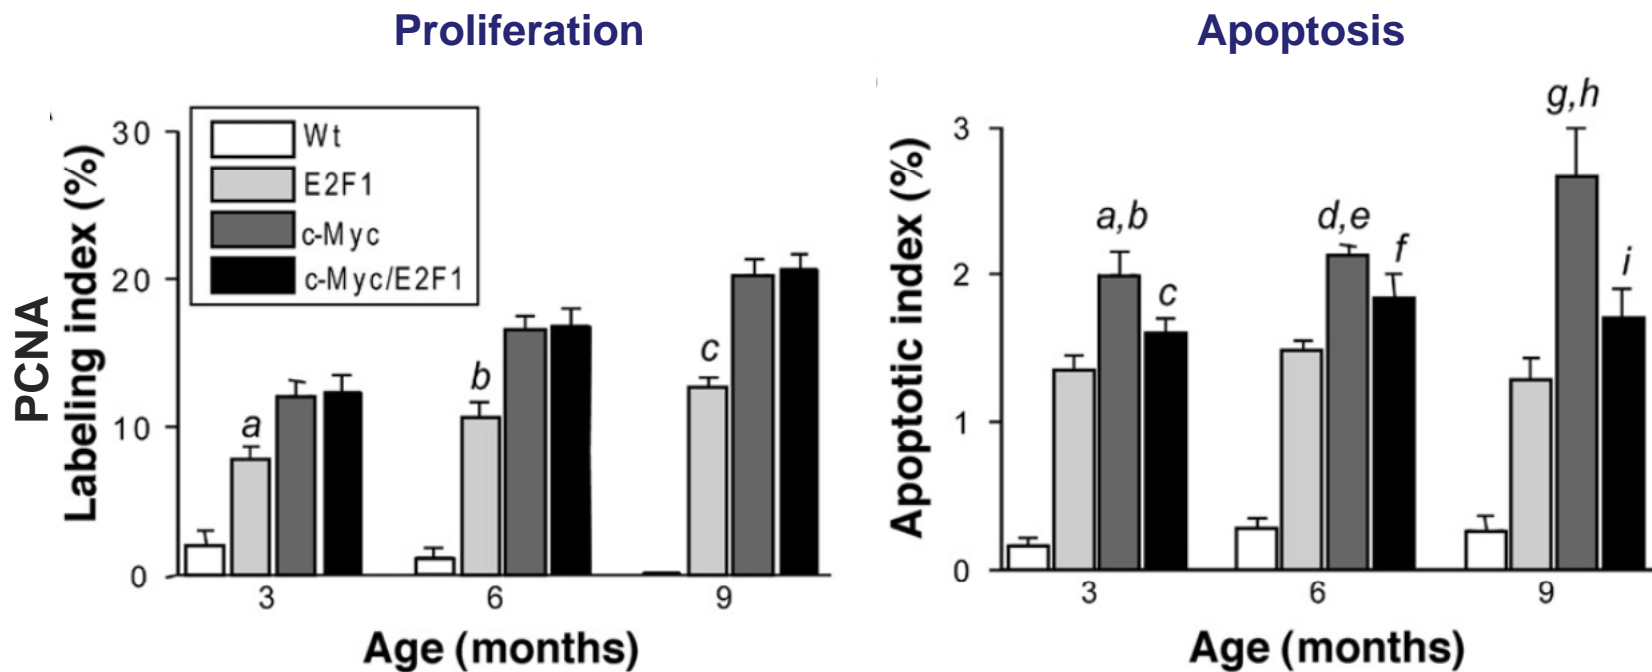 Proliferation
PCNA
Labeling index (%)
30
20
10
0
Wt
E2F1
c-Myc
c-Myc/E2F1
a
b
c
3
6
9
Age (months)
Apoptosis
Apoptotic index (%)
3
2
1
0
a,b
c
d,e
f
g,h
i
3
6
9
Age (months)